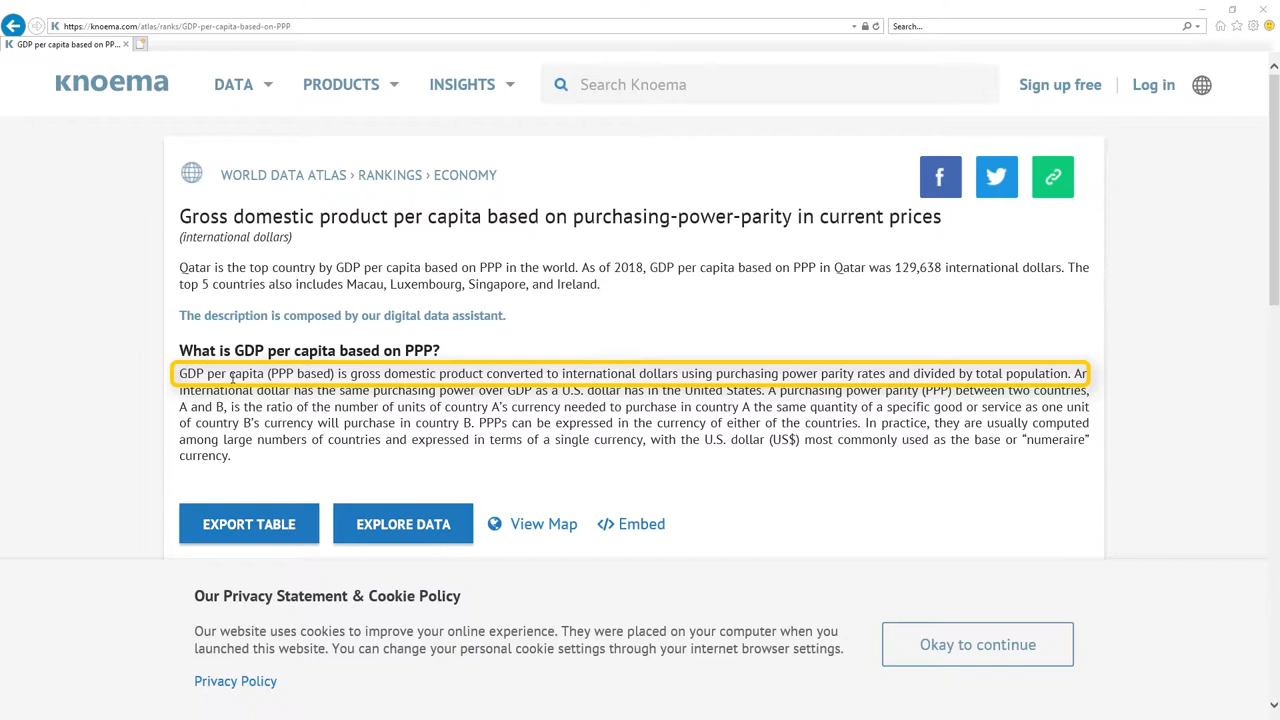 https://knoema.com/atlas/ranks/GDP-per-capita-based-on-PPP
Search...
GDP per capita based on PP...
knoema
DATA
PRODUCTS
INSIGHTS
Search Knoema
Sign up free
Log in
WORLD DATA ATLAS › RANKINGS › ECONOMY
Gross domestic product per capita based on purchasing-power-parity in current prices
(international dollars)
Qatar is the top country by GDP per capita based on PPP in the world. As of 2018, GDP per capita based on PPP in Qatar was 129,638 international dollars. The
top 5 countries also includes Macau, Luxembourg, Singapore, and Ireland.
The description is composed by our digital data assistant.
What is GDP per capita based on PPP?
GDP per capita (PPP based) is gross domestic product converted to international dollars using purchasing power parity rates and divided by total population. An
international dollar has the same purchasing power over GDP as a U.S. dollar has in the United States. A purchasing power parity (PPP) between two countries,
A and B, is the ratio of the number of units of country A's currency needed to purchase in country A the same quantity of a specific good or service as one unit
of country B's currency will purchase in country B. PPPs can be expressed in the currency of either of the countries. In practice, they are usually computed
among large numbers of countries and expressed in terms of a single currency, with the U.S. dollar (US$) most commonly used as the base or “numeraire”
currency.
EXPORT TABLE
EXPLORE DATA
View Map
</> Embed
Our Privacy Statement & Cookie Policy
Our website uses cookies to improve your online experience. They were placed on your computer when you
launched this website. You can change your personal cookie settings through your internet browser settings.
Okay to continue
Privacy Policy